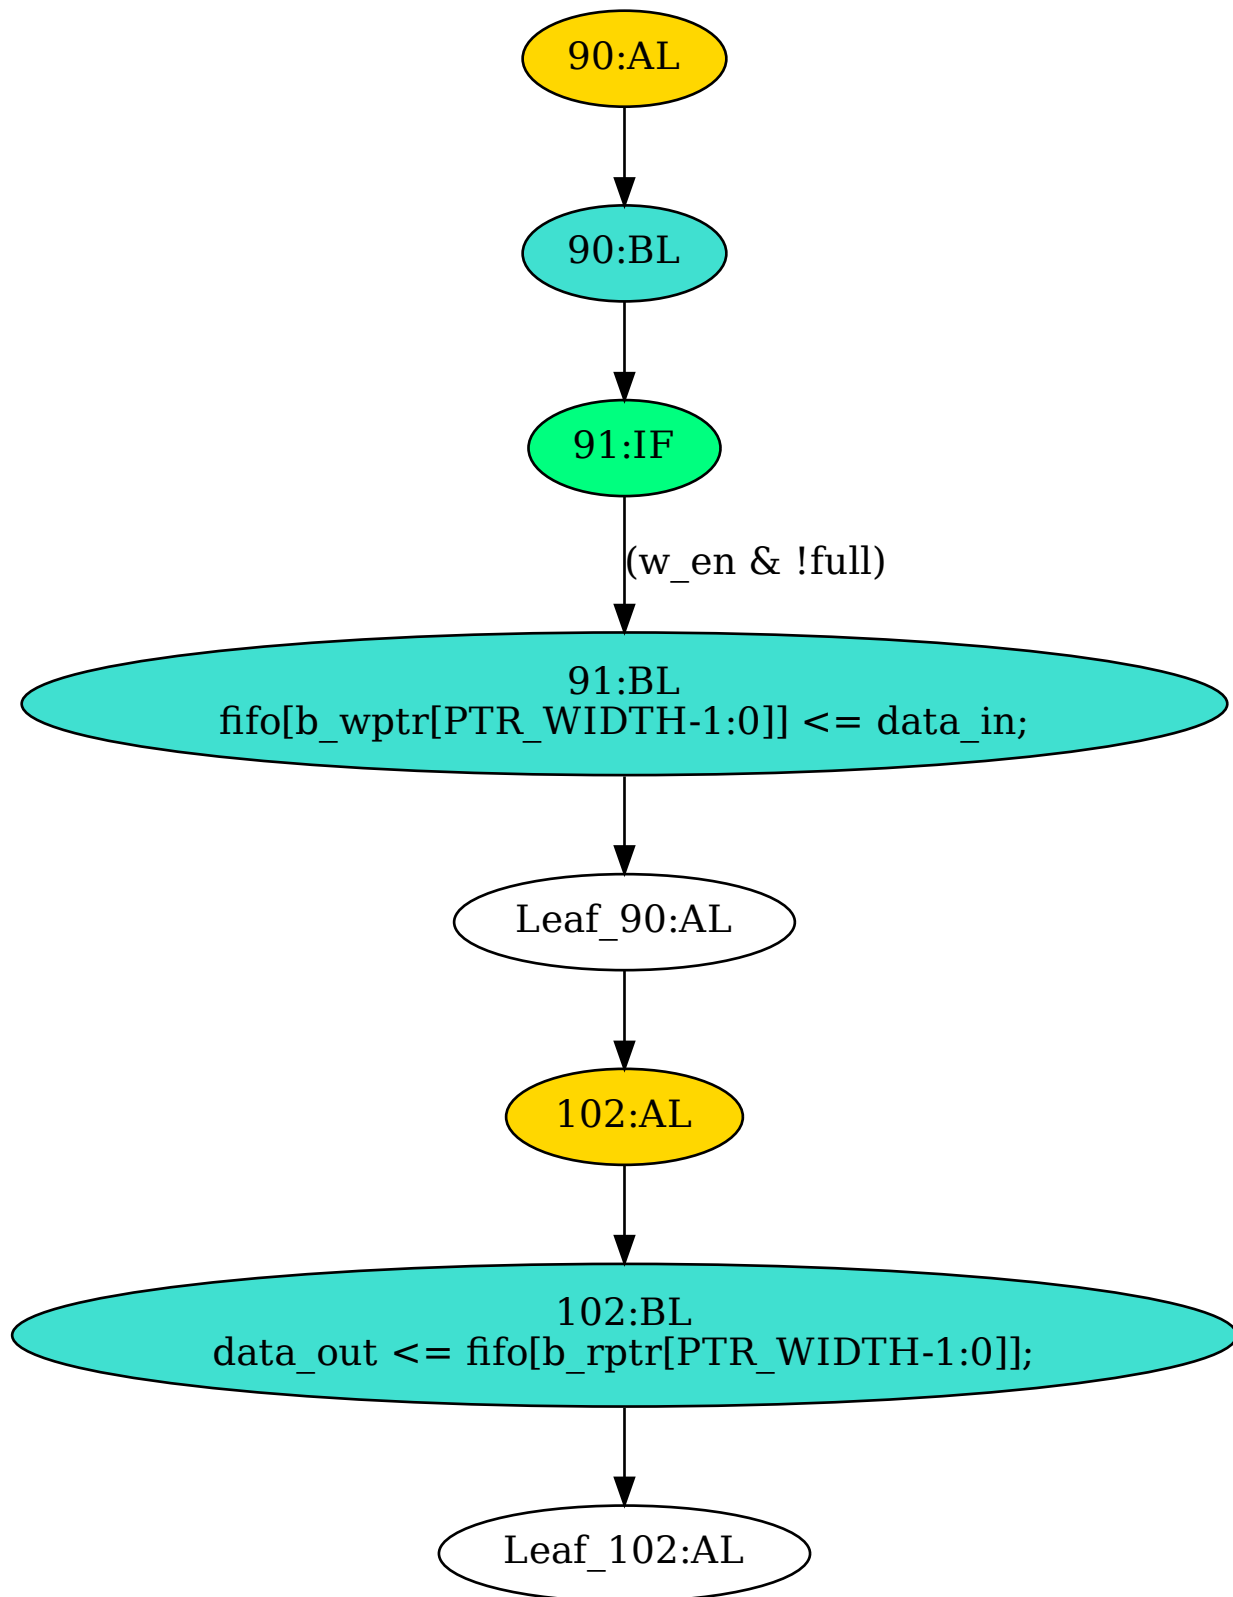 90:AL
90:BL
91:IF
(w_en & !full)
91:BL
fifo[b_wptr[PTR_WIDTH-1:0]] <= data_in;
Leaf_90:AL
102:AL
102:BL
data_out <= fifo[b_rptr[PTR_WIDTH-1:0]];
Leaf_102:AL